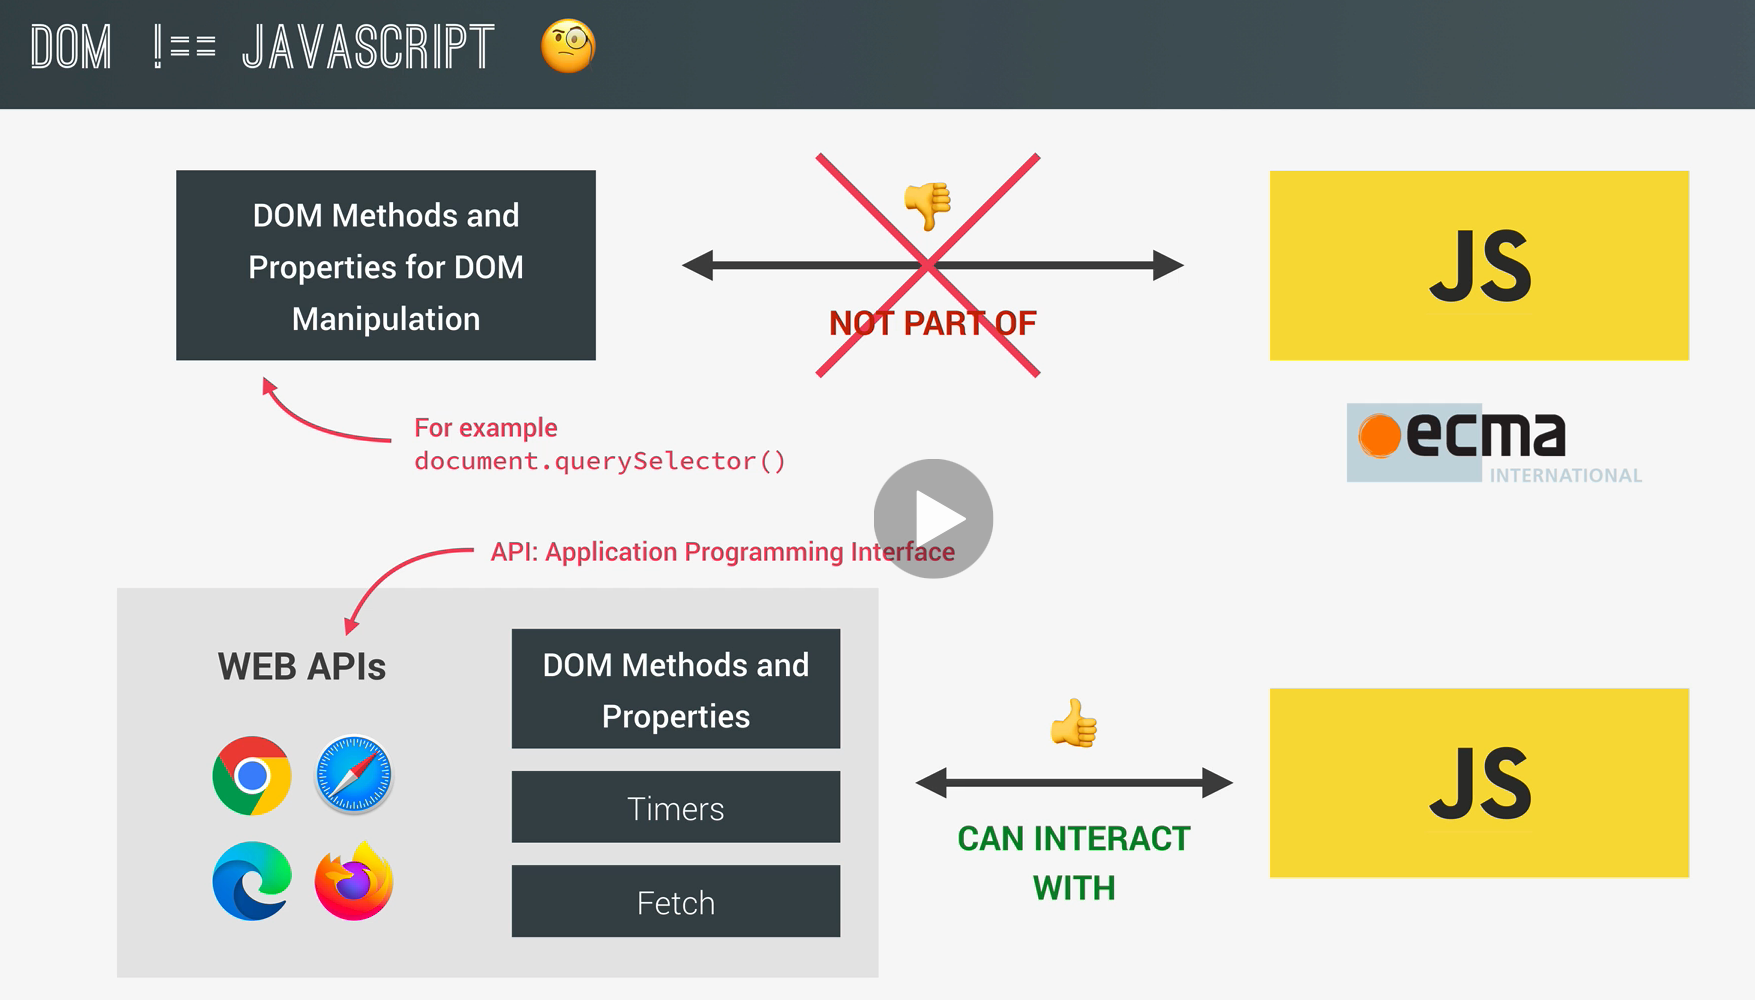 DOM !== JAVASCRIPT
DOM Methods and
Properties for DOM
Manipulation
NOT PART OF
JS
ecma
INTERNATIONAL
For example
document.querySelector()
API: Application Programming Interface
WEB APIs
DOM Methods and
Properties
Timers
Fetch
CAN INTERACT
WITH
JS